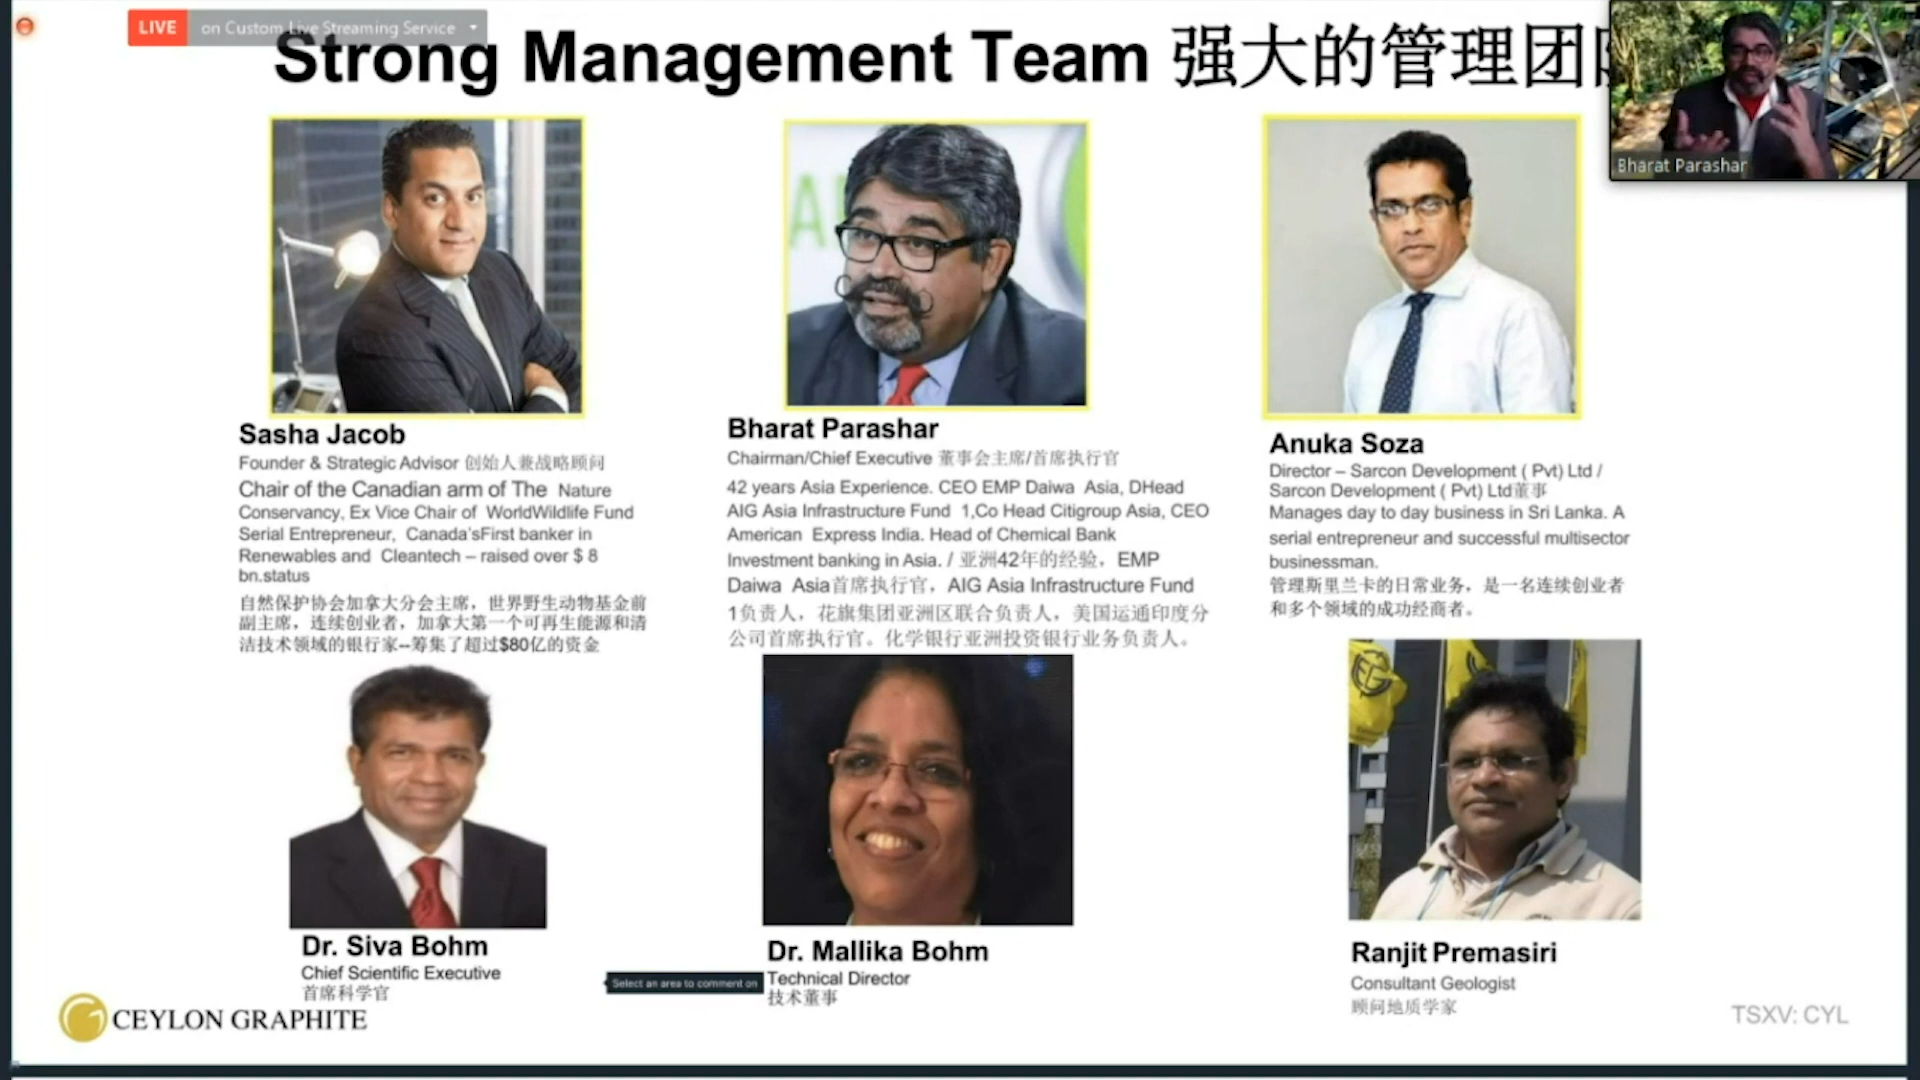 LIVE on Custom Live Streaming Service
Strong Management Team 强大的管理团
Bharat Parashar
Sasha Jacob
Founder & Strategic Advisor 创始人兼战略顾问
Chair of the Canadian arm of The Nature
Conservancy, Ex Vice Chair of WorldWildlife Fund
Serial Entrepreneur, Canada'sFirst banker in
Renewables and Cleantech – raised over $ 8
bn.status
自然保护协会加拿大分会主席，世界野生动物基金前
副主席，连续创业者，加拿大第一个可再生能源和清
洁技术领域的银行家--筹集了超过$80亿的资金
Bharat Parashar
Chairman/Chief Executive 董事会主席/首席执行官
42 years Asia Experience. CEO EMP Daiwa Asia, DHead
AIG Asia Infrastructure Fund 1,Co Head Citigroup Asia, CEO
American Express India. Head of Chemical Bank
Investment banking in Asia. / 亚洲42年的经验，EMP
Daiwa Asia首席执行官，AIG Asia Infrastructure Fund
1负责人，花旗集团亚洲区联合负责人，美国运通印度分
公司首席执行官。化学银行亚洲投资银行业务负责人。
Anuka Soza
Director – Sarcon Development ( Pvt) Ltd /
Sarcon Development ( Pvt) Ltd董事
Manages day to day business in Sri Lanka. A
serial entrepreneur and successful multisector
businessman.
管理斯里兰卡的日常业务，是一名连续创业者
和多个领域的成功经商者。
Dr. Siva Bohm
Chief Scientific Executive
首席科学官
Select an area to comment on
Dr. Mallika Bohm
Technical Director
技术董事
Ranjit Premasiri
Consultant Geologist
顾问地质学家
CEYLON GRAPHITE
TSXV: CYL